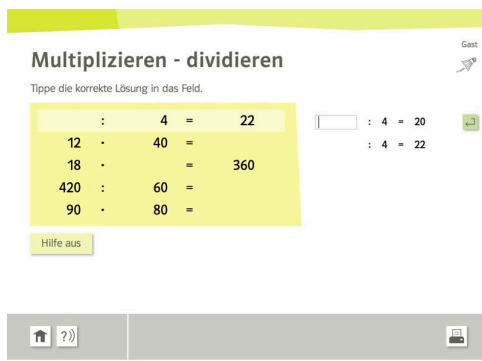 Gast
Multiplizieren - dividieren
Tippe die korrekte Lösung in das Feld.
: 4 = 22
12 · 40 =
18 · = 360
420 : 60 =
90 · 80 =
: 4 = 20
: 4 = 22
Hilfe aus
?))